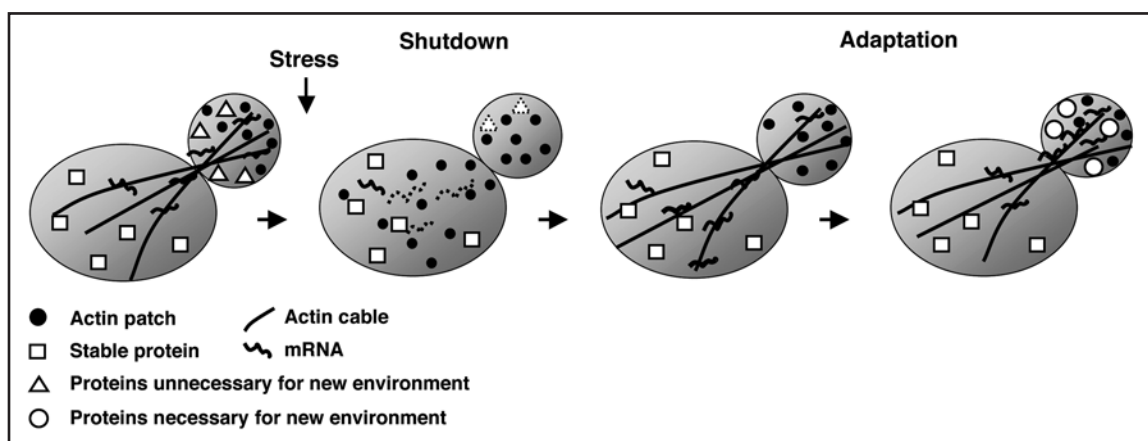 Shutdown
Adaptation
Stress
Actin patch
Actin cable
Stable protein
mRNA
Proteins unnecessary for new environment
Proteins necessary for new environment